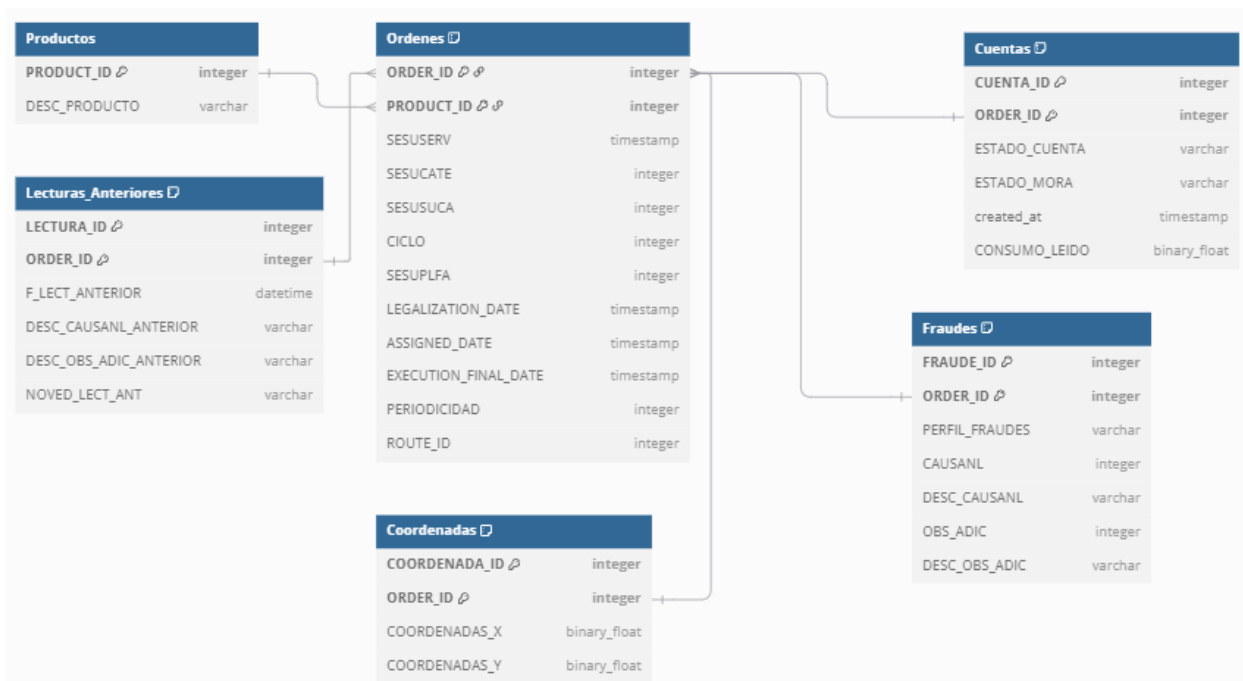 Productos
PRODUCT_ID integer
DESC_PRODUCTO varchar
Lecturas_Anteriores
LECTURA_ID integer
ORDER_ID integer
F_LECT_ANTERIOR datetime
DESC_CAUSANL_ANTERIOR varchar
DESC_OBS_ADIC_ANTERIOR varchar
NOVED_LECT_ANT varchar
Ordenes
ORDER_ID integer
PRODUCT_ID integer
SESUSERV timestamp
SESUCATE integer
SESUSUCA integer
CICLO integer
SESUPLFA integer
LEGALIZATION_DATE timestamp
ASSIGNED_DATE timestamp
EXECUTION_FINAL_DATE timestamp
PERIODICIDAD integer
ROUTE_ID integer
Coordenadas
COORDENADA_ID integer
ORDER_ID integer
COORDENADAS_X binary_float
COORDENADAS_Y binary_float
Cuentas
CUENTA_ID integer
ORDER_ID integer
ESTADO_CUENTA varchar
ESTADO_MORA varchar
created_at timestamp
CONSUMO_LEIDO binary_float
Fraudes
FRAUDE_ID integer
ORDER_ID integer
PERFIL_FRAUDES varchar
CAUSANL integer
DESC_CAUSANL varchar
OBS_ADIC integer
DESC_OBS_ADIC varchar